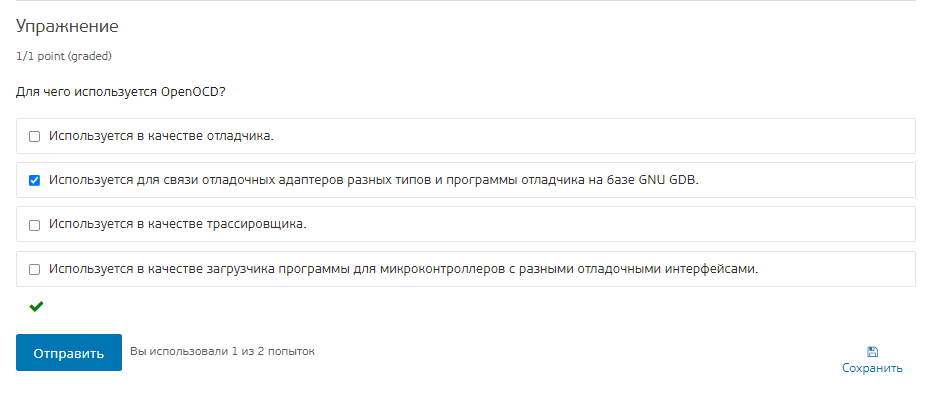 Упражнение
1/1 point (graded)
Для чего используется OpenOCD?
Используется в качестве отладчика.
Используется для связи отладочных адаптеров разных типов и программы отладчика на базе GNU GDB.
Используется в качестве трассировщика.
Используется в качестве загрузчика программы для микроконтроллеров с разными отладочными интерфейсами.
Отправить
Вы использовали 1 из 2 попыток
Сохранить